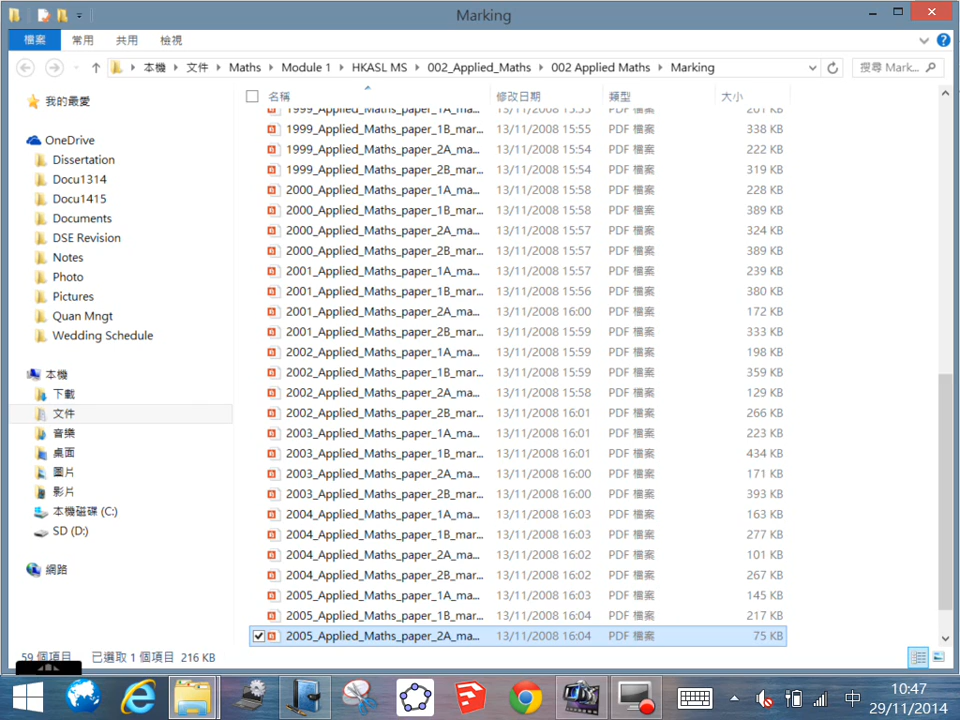 Marking
檔案 常用 共用 檢視
本機 文件 Maths Module 1 HKASL MS 002_Applied_Maths 002 Applied Maths Marking 搜尋 Mark...
名稱 修改日期 類型 大小
我的最愛
OneDrive
Dissertation
Docu1314
Docu1415
Documents
DSE Revision
Notes
Photo
Pictures
Quan Mngt
Wedding Schedule
本機
下載
文件
音樂
桌面
圖片
影片
本機磁碟 (C:)
SD (D:)
網路
1999_Applied_Maths_paper_1A_ma... 13/11/2008 15:55 PDF 檔案 261 KB
1999_Applied_Maths_paper_1B_mar... 13/11/2008 15:55 PDF 檔案 338 KB
1999_Applied_Maths_paper_2A_ma... 13/11/2008 15:54 PDF 檔案 222 KB
1999_Applied_Maths_paper_2B_mar... 13/11/2008 15:54 PDF 檔案 319 KB
2000_Applied_Maths_paper_1A_ma... 13/11/2008 15:58 PDF 檔案 228 KB
2000_Applied_Maths_paper_1B_mar... 13/11/2008 15:58 PDF 檔案 389 KB
2000_Applied_Maths_paper_2A_ma... 13/11/2008 15:57 PDF 檔案 324 KB
2000_Applied_Maths_paper_2B_mar... 13/11/2008 15:57 PDF 檔案 389 KB
2001_Applied_Maths_paper_1A_ma... 13/11/2008 15:57 PDF 檔案 239 KB
2001_Applied_Maths_paper_1B_mar... 13/11/2008 15:56 PDF 檔案 380 KB
2001_Applied_Maths_paper_2A_ma... 13/11/2008 16:00 PDF 檔案 172 KB
2001_Applied_Maths_paper_2B_mar... 13/11/2008 15:59 PDF 檔案 333 KB
2002_Applied_Maths_paper_1A_ma... 13/11/2008 15:59 PDF 檔案 198 KB
2002_Applied_Maths_paper_1B_mar... 13/11/2008 15:59 PDF 檔案 359 KB
2002_Applied_Maths_paper_2A_ma... 13/11/2008 15:58 PDF 檔案 129 KB
2002_Applied_Maths_paper_2B_mar... 13/11/2008 16:01 PDF 檔案 266 KB
2003_Applied_Maths_paper_1A_ma... 13/11/2008 16:01 PDF 檔案 223 KB
2003_Applied_Maths_paper_1B_mar... 13/11/2008 16:01 PDF 檔案 434 KB
2003_Applied_Maths_paper_2A_ma... 13/11/2008 16:00 PDF 檔案 171 KB
2003_Applied_Maths_paper_2B_mar... 13/11/2008 16:00 PDF 檔案 393 KB
2004_Applied_Maths_paper_1A_ma... 13/11/2008 16:03 PDF 檔案 163 KB
2004_Applied_Maths_paper_1B_mar... 13/11/2008 16:03 PDF 檔案 277 KB
2004_Applied_Maths_paper_2A_ma... 13/11/2008 16:02 PDF 檔案 101 KB
2004_Applied_Maths_paper_2B_mar... 13/11/2008 16:02 PDF 檔案 267 KB
2005_Applied_Maths_paper_1A_ma... 13/11/2008 16:03 PDF 檔案 145 KB
2005_Applied_Maths_paper_1B_mar... 13/11/2008 16:04 PDF 檔案 217 KB
2005_Applied_Maths_paper_2A_ma... 13/11/2008 16:04 PDF 檔案 75 KB
59 個項目 已選取 1 個項目 216 KB
中 10:47
29/11/2014